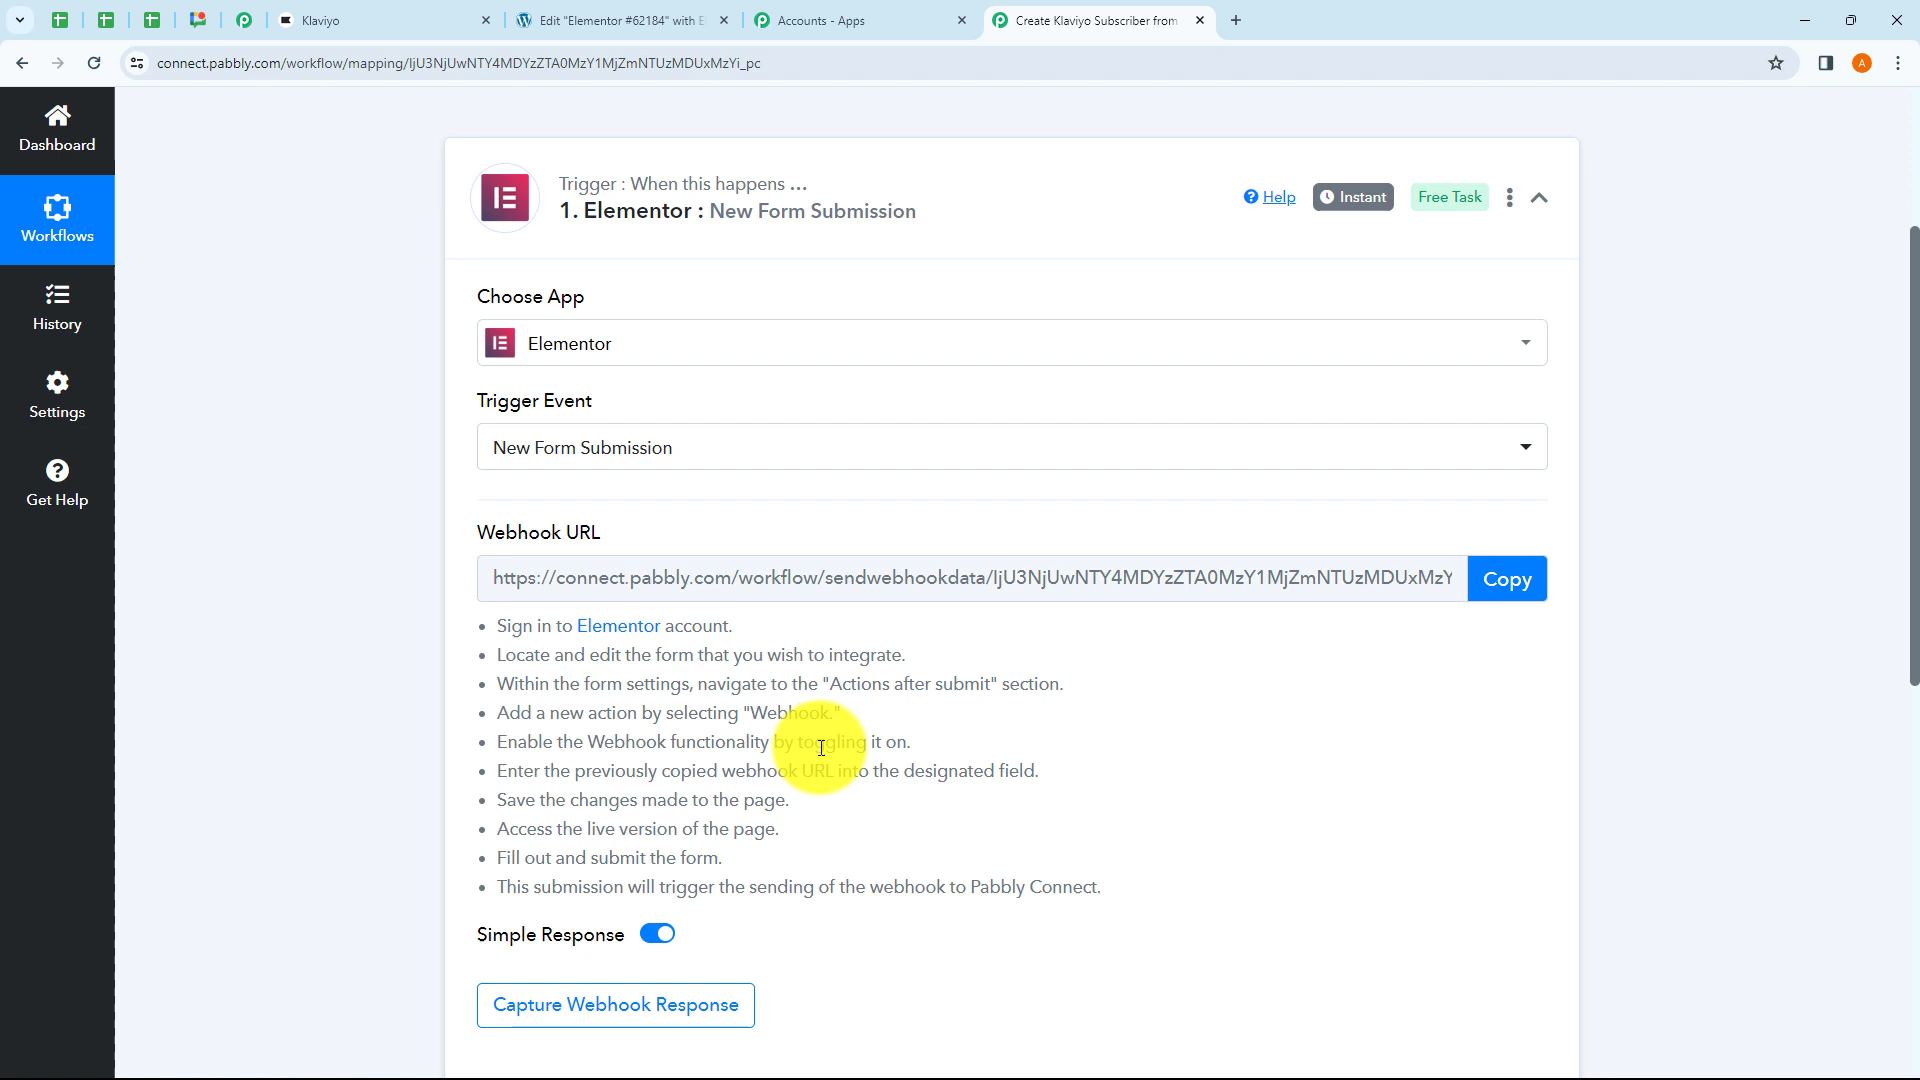 Klaviyo
Edit "Elementor #62184" with E
Accounts - Apps
Create Klaviyo Subscriber from
connect.pabbly.com/workflow/mapping/IjU3NjUwNTY4MDYzZTA0MzY1MjZmNTUzMDUxMzYi_pc
A
Dashboard
Workflows
History
Settings
Get Help
Trigger : When this happens ...
1. Elementor : New Form Submission
Help
Instant
Free Task
Choose App
Elementor
Trigger Event
New Form Submission
Webhook URL
https://connect.pabbly.com/workflow/sendwebhookdata/IjU3NjUwNTY4MDYzZTA0MzY1MjZmNTUzMDUxMzY
Copy
• Sign in to Elementor account.
• Locate and edit the form that you wish to integrate.
• Within the form settings, navigate to the "Actions after submit" section.
• Add a new action by selecting "Webhook."
• Enable the Webhook functionality by toggling it on.
• Enter the previously copied webhook URL into the designated field.
• Save the changes made to the page.
• Access the live version of the page.
• Fill out and submit the form.
• This submission will trigger the sending of the webhook to Pabbly Connect.
Simple Response
Capture Webhook Response